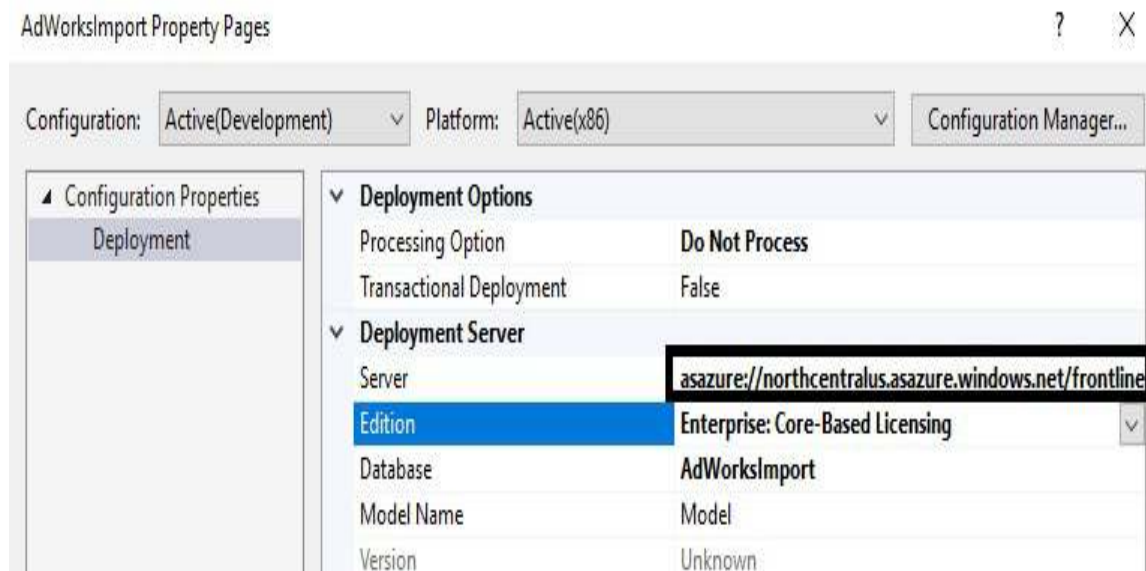 AdWorksImport Property Pages ? X
Configuration: Active(Development) Platform: Active(x86) Configuration Manager...
Configuration Properties
Deployment
Deployment Options
Processing Option Do Not Process
Transactional Deployment False
Deployment Server
Server asazure://northcentralus.asazure.windows.net/frontline
Edition Enterprise: Core-Based Licensing
Database AdWorksImport
Model Name Model
Version Unknown